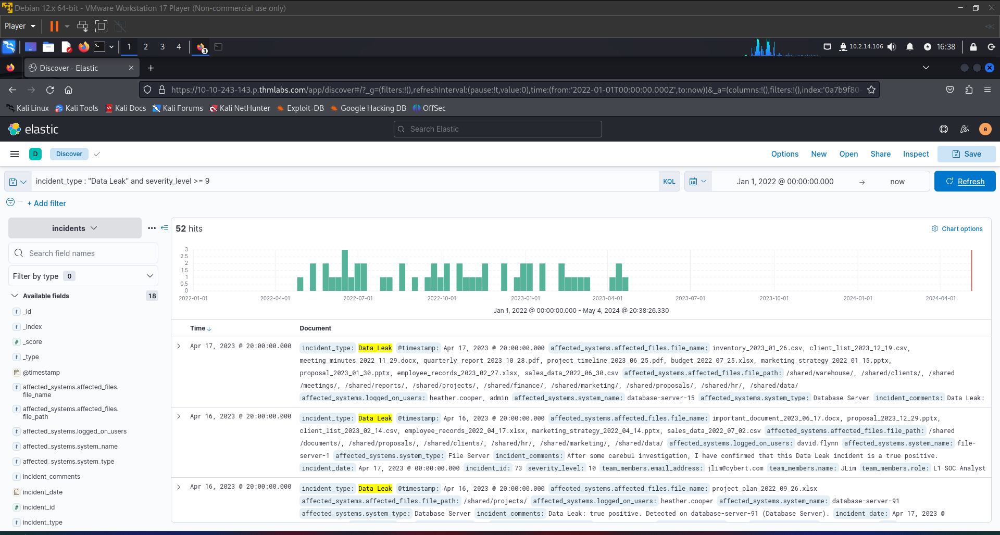 Debian 12.x 64-bit - VMware Workstation 17 Player (Non-commercial use only)
Player
1 2 3 4 3 10.2.14.106 16:38
Discover - Elastic
https://10-10-243-143.p.thmlabs.com/app/discover#/?_g=(filters:!(),refreshInterval:(pause:!t,value:0),time:(from:'2022-01-01T00:00:00.000Z',to:now))&_a=(columns:!(),filters:!(),index:'0a7b9f80-
Kali Linux Kali Tools Kali Docs Kali Forums Kali NetHunter Exploit-DB Google Hacking DB OffSec
elastic Search Elastic e
D Discover Options New Open Share Inspect Save
incident_type : "Data Leak" and severity_level >= 9 KQL Jan 1, 2022 @ 00:00:00.000 → now Refresh
+ Add filter
incidents
Search field names
Filter by type 0
Available fields 18
t _id
t _index
# _score
t _type
@timestamp
t affected_systems.affected_files.
file_name
t affected_systems.affected_files.
file_path
t affected_systems.logged_on_users
t affected_systems.system_name
t affected_systems.system_type
t incident_comments
incident_date
# incident_id
t incident_type
52 hits Chart options
3
2.5
2
1.5
1
0.5
0
2022-01-01 2022-04-01 2022-07-01 2022-10-01 2023-01-01 2023-04-01 2023-07-01 2023-10-01 2024-01-01 2024-04-01
Jan 1, 2022 @ 00:00:00.000 - May 4, 2024 @ 20:38:26.330
Time ↓ Document
Apr 17, 2023 @ 20:00:00.000 incident_type: Data Leak @timestamp: Apr 17, 2023 @ 20:00:00.000 affected_systems.affected_files.file_name: inventory_2023_01_26.csv, client_list_2023_12_19.csv,
meeting_minutes_2022_11_29.docx, quarterly_report_2023_10_28.pdf, project_timeline_2023_06_25.pdf, budget_2022_07_25.xlsx, marketing_strategy_2022_01_15.pptx,
proposal_2023_01_30.pptx, employee_records_2023_02_27.xlsx, sales_data_2022_06_30.csv affected_systems.affected_files.file_path: /shared/warehouse/, /shared/clients/, /shared
/meetings/, /shared/reports/, /shared/projects/, /shared/finance/, /shared/marketing/, /shared/proposals/, /shared/hr/, /shared/data/
affected_systems.logged_on_users: heather.cooper, admin affected_systems.system_name: database-server-15 affected_systems.system_type: Database Server incident_comments: Data Leak:
Apr 16, 2023 @ 20:00:00.000 incident_type: Data Leak @timestamp: Apr 16, 2023 @ 20:00:00.000 affected_systems.affected_files.file_name: important_document_2023_06_17.docx, proposal_2023_12_29.pptx,
client_list_2023_02_14.csv, employee_records_2022_04_17.xlsx, marketing_strategy_2022_04_14.pptx, sales_data_2022_07_02.csv affected_systems.affected_files.file_path: /shared
/documents/, /shared/proposals/, /shared/clients/, /shared/hr/, /shared/marketing/, /shared/data/ affected_systems.logged_on_users: david.flynn affected_systems.system_name: file-
server-1 affected_systems.system_type: File Server incident_comments: After some carebul investigation, I have confirmed that this Data Leak incident is a true positive.
incident_date: Apr 17, 2023 @ 00:00:00.000 incident_id: 73 severity_level: 10 team_members.email_address: jlim@cybert.com team_members.name: JLim team_members.role: L1 SOC Analyst
Apr 16, 2023 @ 20:00:00.000 incident_type: Data Leak @timestamp: Apr 16, 2023 @ 20:00:00.000 affected_systems.affected_files.file_name: project_plan_2022_09_26.xlsx
affected_systems.affected_files.file_path: /shared/projects/ affected_systems.logged_on_users: heather.cooper affected_systems.system_name: database-server-91
affected_systems.system_type: Database Server incident_comments: Data Leak: true positive. Detected on database-server-91 (Database Server). incident_date: Apr 17, 2023 @